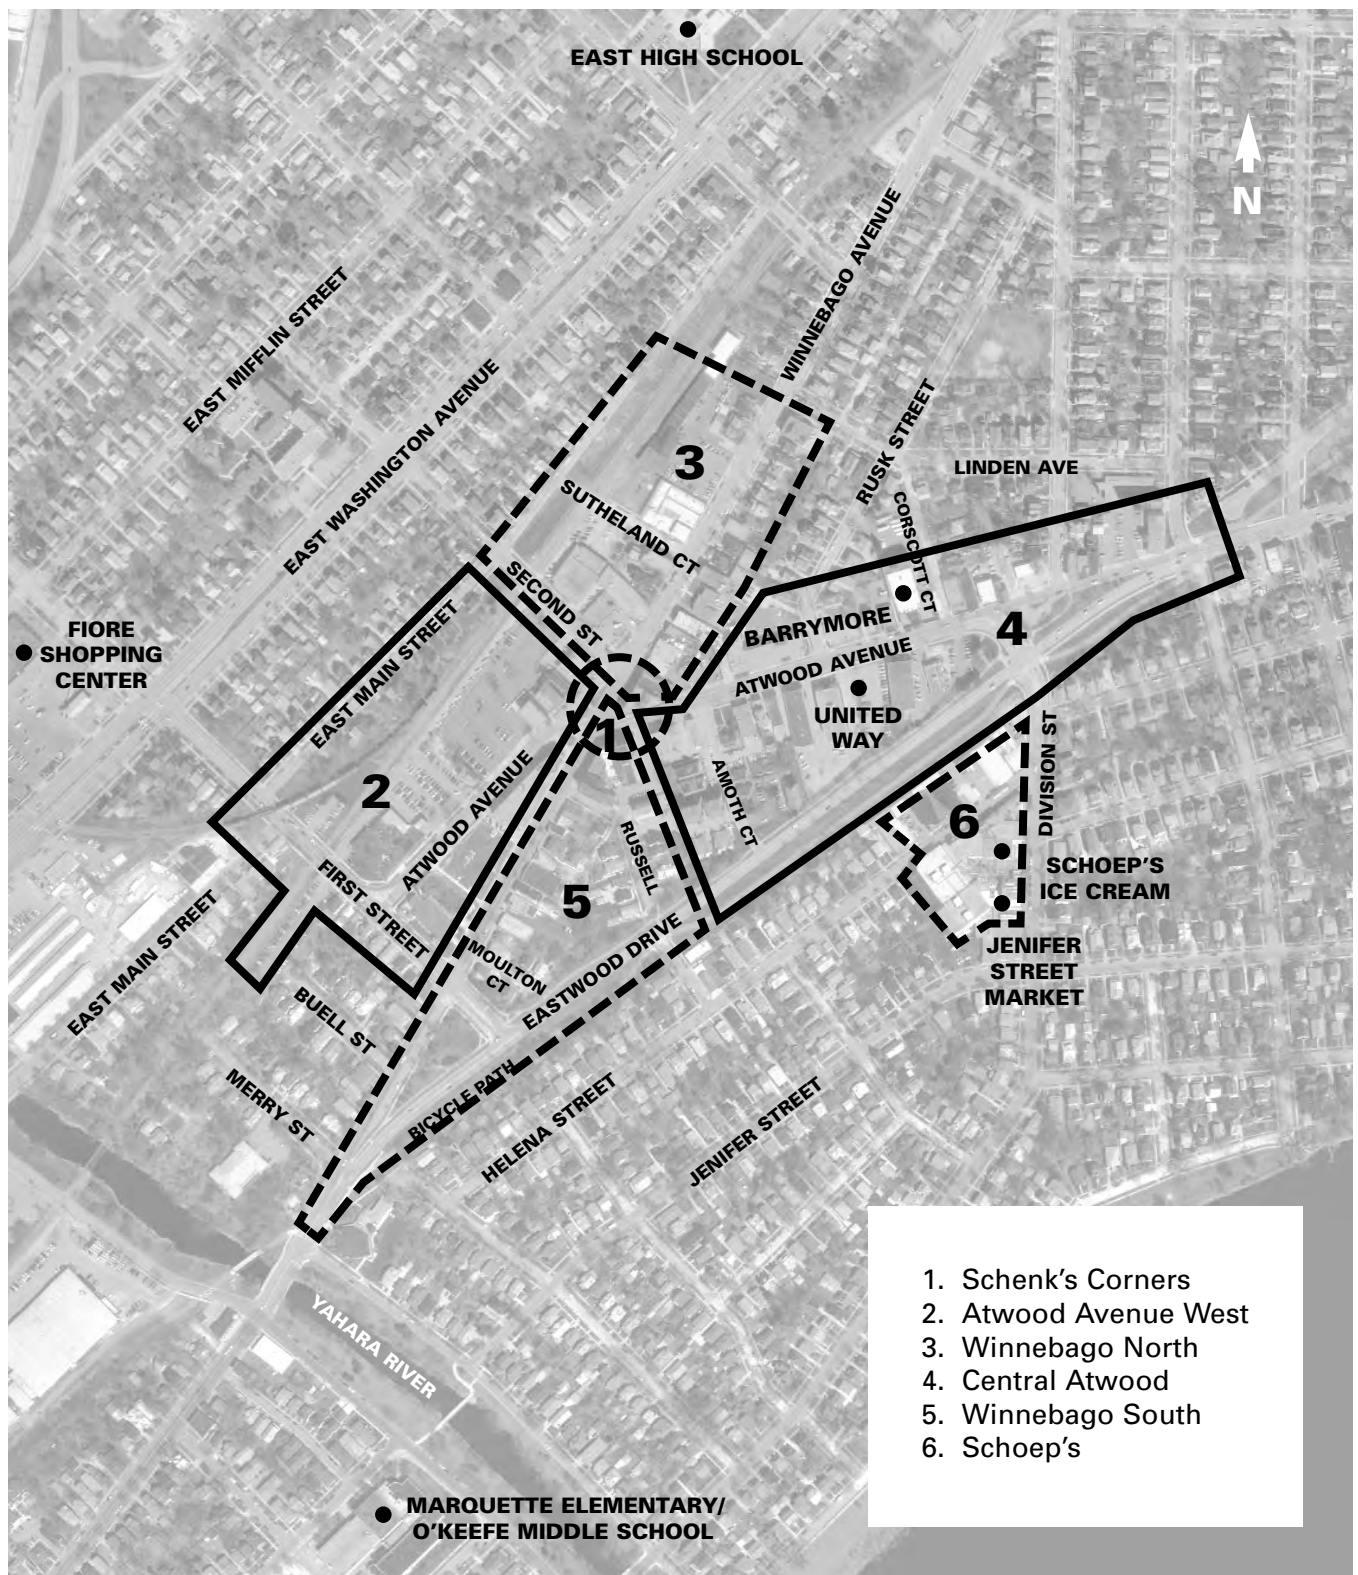 EAST HIGH SCHOOL
N
WINNEBAGO AVENUE
EAST MIFFLIN STREET
EAST WASHINGTON AVENUE
RUSK STREET
LINDEN AVE
3
SUTHELAND CT
CORSCOTT CT
SECOND ST
BARRYMORE
4
FIORE
SHOPPING
CENTER
EAST MAIN STREET
ATWOOD AVENUE
UNITED
WAY
1
DIVISION ST
2
ATWOOD AVENUE
AMOTH CT
6
RUSSELL
SCHOEP'S
ICE CREAM
FIRST STREET
5
EAST MAIN STREET
MOULTON
CT
EASTWOOD DRIVE
JENIFER
STREET
MARKET
BUELL ST
MERRY ST
BICYCLE PATH
HELENA STREET
JENIFER STREET
YAHARA RIVER
1. Schenk's Corners
2. Atwood Avenue West
3. Winnebago North
4. Central Atwood
5. Winnebago South
6. Schoep's
MARQUETTE ELEMENTARY/
O'KEEFE MIDDLE SCHOOL